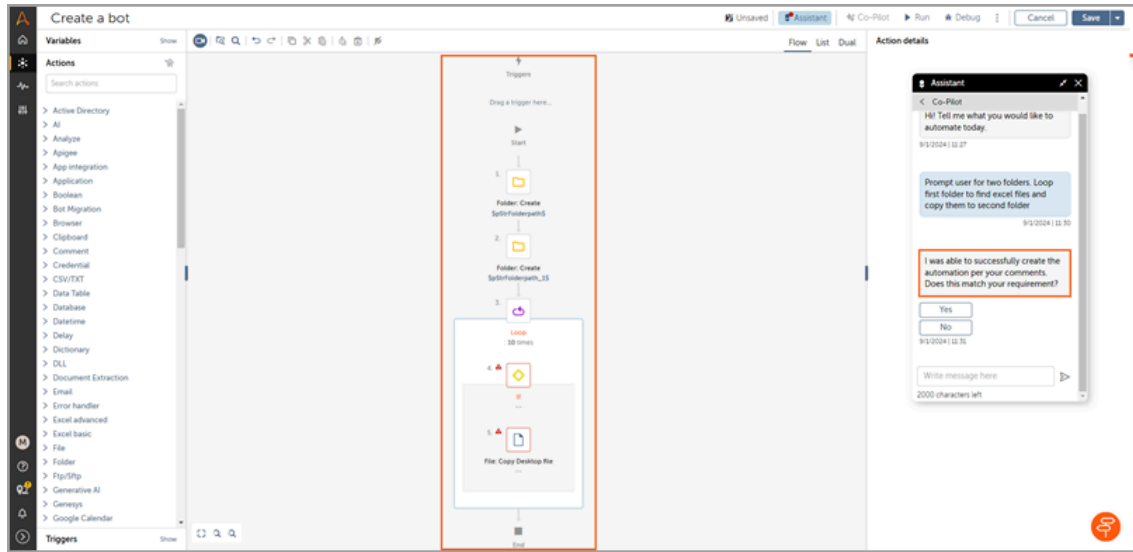 Create a bot
Unsaved
Assistant
Co-Pilot
Run
Debug
Cancel
Save
Variables
Show
Flow
List
Dual
Action details
Actions
Search actions
> Active Directory
> AI
> Analyze
> Apigee
> App integration
> Application
> Boolean
> Bot Migration
> Browser
> Clipboard
> Comment
> Credential
> CSV/TXT
> Data Table
> Database
> Datetime
> Delay
> Dictionary
> DLL
> Document Extraction
> Email
> Error handler
> Excel advanced
> Excel basic
> File
> Folder
> Ftp/Sftp
> Generative AI
> Genesys
> Google Calendar
Triggers
Show
M
Triggers
Drag a trigger here...
Start
1.
Folder: Create
$pStrFolderpath$
2.
Folder: Create
$pStrFolderpath_1$
3.
Loop
: 10 times
4.
If
...
5.
File: Copy Desktop file
...
End
Assistant
< Co-Pilot
Hi! Tell me what you would like to
automate today.
9/1/2024 | 11:27
Prompt user for two folders. Loop
first folder to find excel files and
copy them to second folder
9/1/2024 | 11:30
I was able to successfully create the
automation per your comments.
Does this match your requirement?
Yes
No
9/1/2024 | 11:31
Write message here
2000 characters left